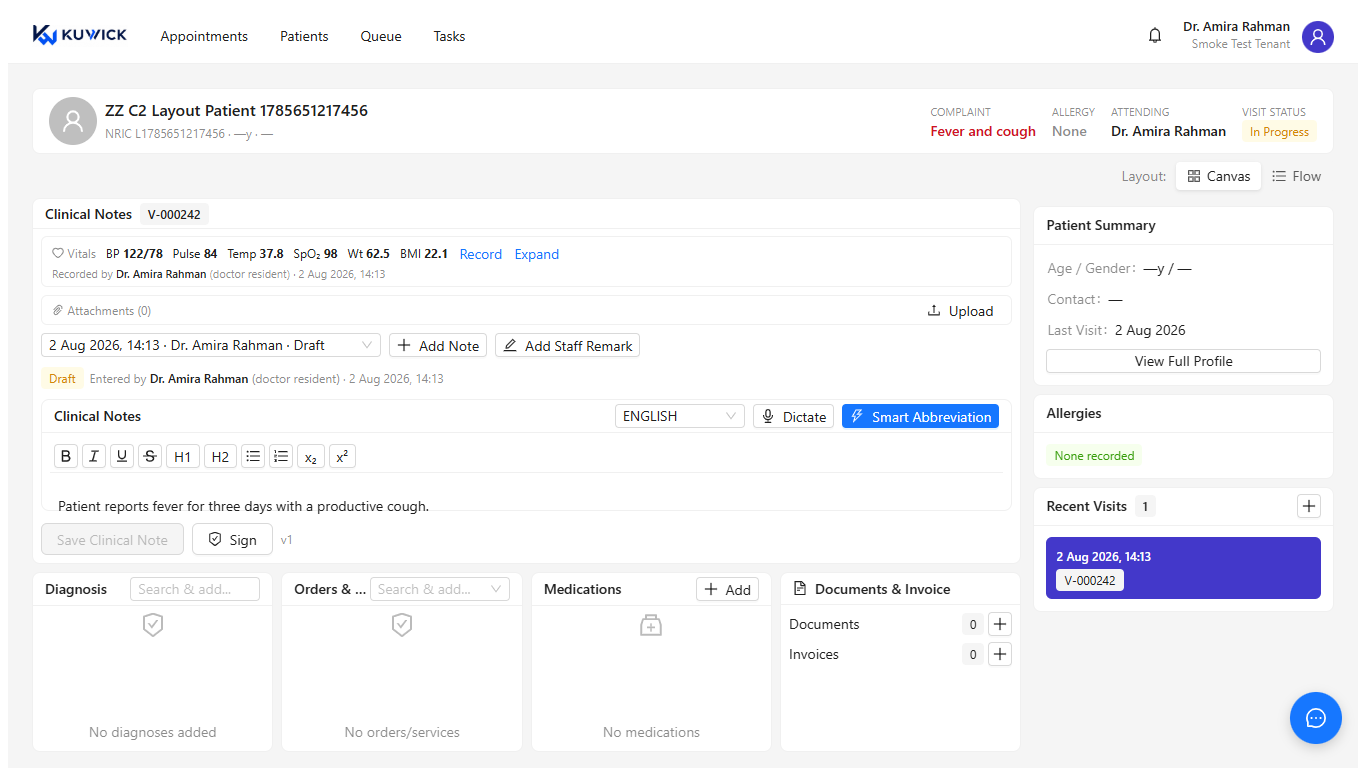 KUWICK
Appointments Patients Queue Tasks
Dr. Amira Rahman
Smoke Test Tenant
ZZ C2 Layout Patient 1785651217456
NRIC L1785651217456 · —y · —
COMPLAINT ALLERGY ATTENDING VISIT STATUS
Fever and cough None Dr. Amira Rahman In Progress
Layout: Canvas Flow
Clinical Notes V-000242
Vitals BP 122/78 Pulse 84 Temp 37.8 SpO₂ 98 Wt 62.5 BMI 22.1 Record Expand
Recorded by Dr. Amira Rahman (doctor resident) · 2 Aug 2026, 14:13
Attachments (0) Upload
2 Aug 2026, 14:13 · Dr. Amira Rahman · Draft Add Note Add Staff Remark
Draft Entered by Dr. Amira Rahman (doctor resident) · 2 Aug 2026, 14:13
Clinical Notes ENGLISH Dictate Smart Abbreviation
B I U S H1 H2 x₂ x²
Patient reports fever for three days with a productive cough.
Save Clinical Note Sign v1
Diagnosis Search & add...
No diagnoses added
Orders & ... Search & add...
No orders/services
Medications Add
No medications
Documents & Invoice
Documents 0
Invoices 0
Patient Summary
Age / Gender: —y / —
Contact: —
Last Visit: 2 Aug 2026
View Full Profile
Allergies
None recorded
Recent Visits 1
2 Aug 2026, 14:13
V-000242